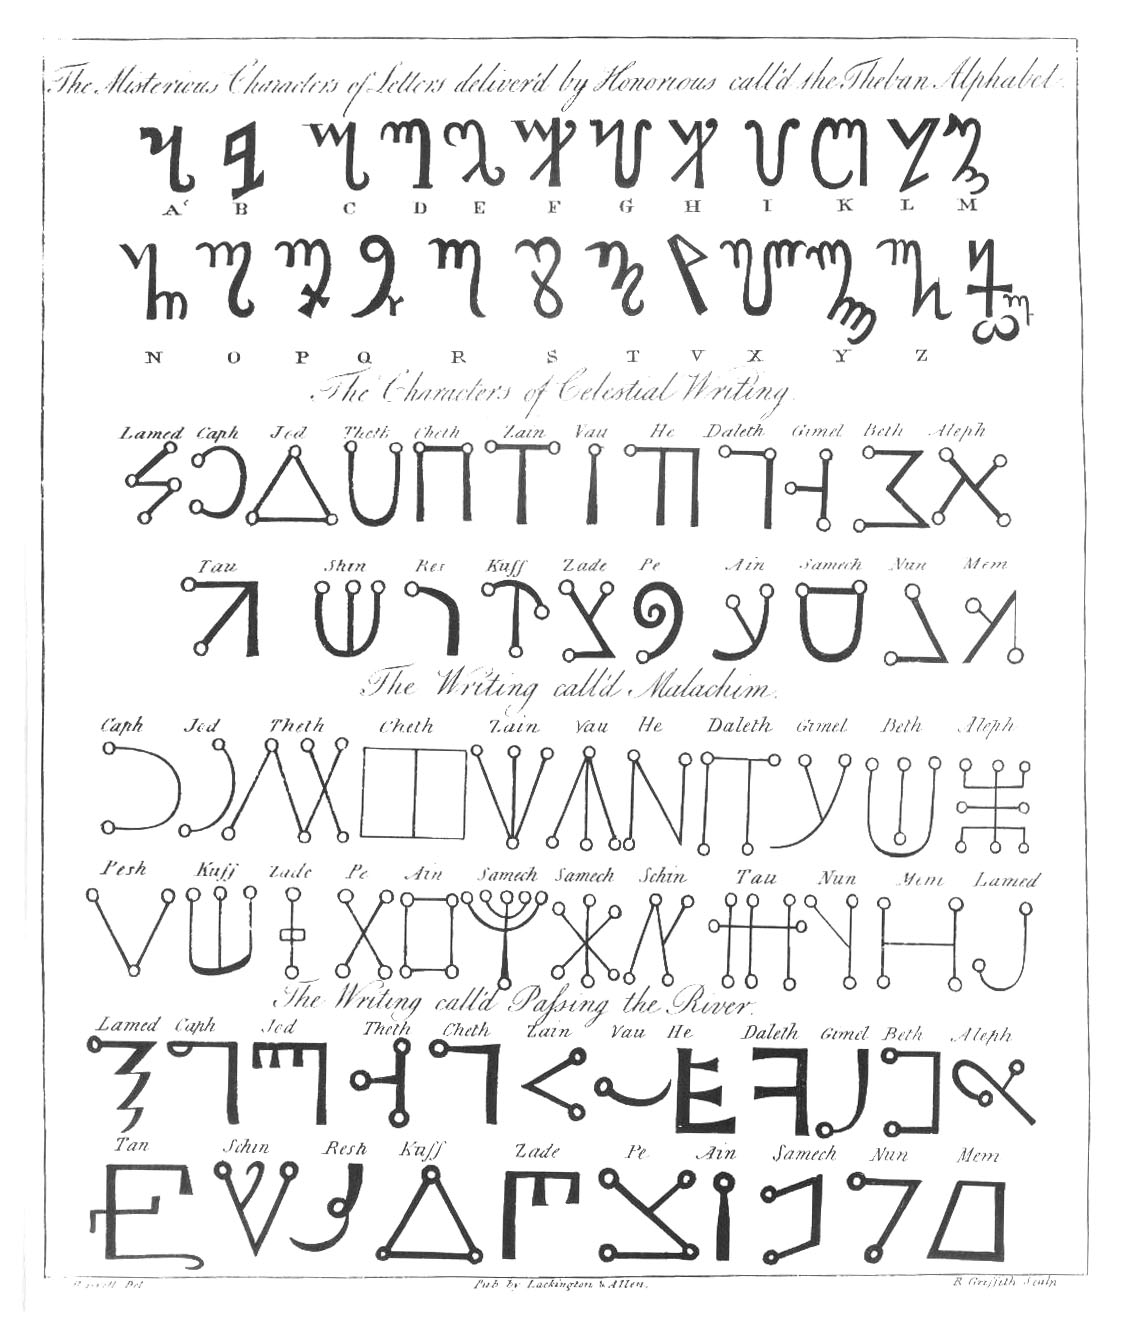 The Misterious Characters of Letters deliver'd by Honorious call'd the Theban Alphabet.
A B C D E F G H I K L M
N O P Q R S T V X Y Z
The Characters of Celestial Writing.
Lamed Caph Jod Theth Cheth Zain Vau He Daleth Gimel Beth Aleph
Tau Shin Res Kuff Zade Pe Ain Samech Nun Mem
The Writing call'd Malachim.
Caph Jod Theth Cheth Zain Vau He Daleth Gimel Beth Aleph
Pesh Kuff Zade Pe Ain Samech Samech Schin Tau Nun Mem Lamed
The Writing call'd Paſsing the River.
Lamed Caph Jod Theth Cheth Zain Vau He Daleth Gimel Beth Aleph
Tau Schin Resh Kuff Zade Pe Ain Samech Nun Mem
Del. Pub. by Lackington & Allen. R. Griffith Sculp